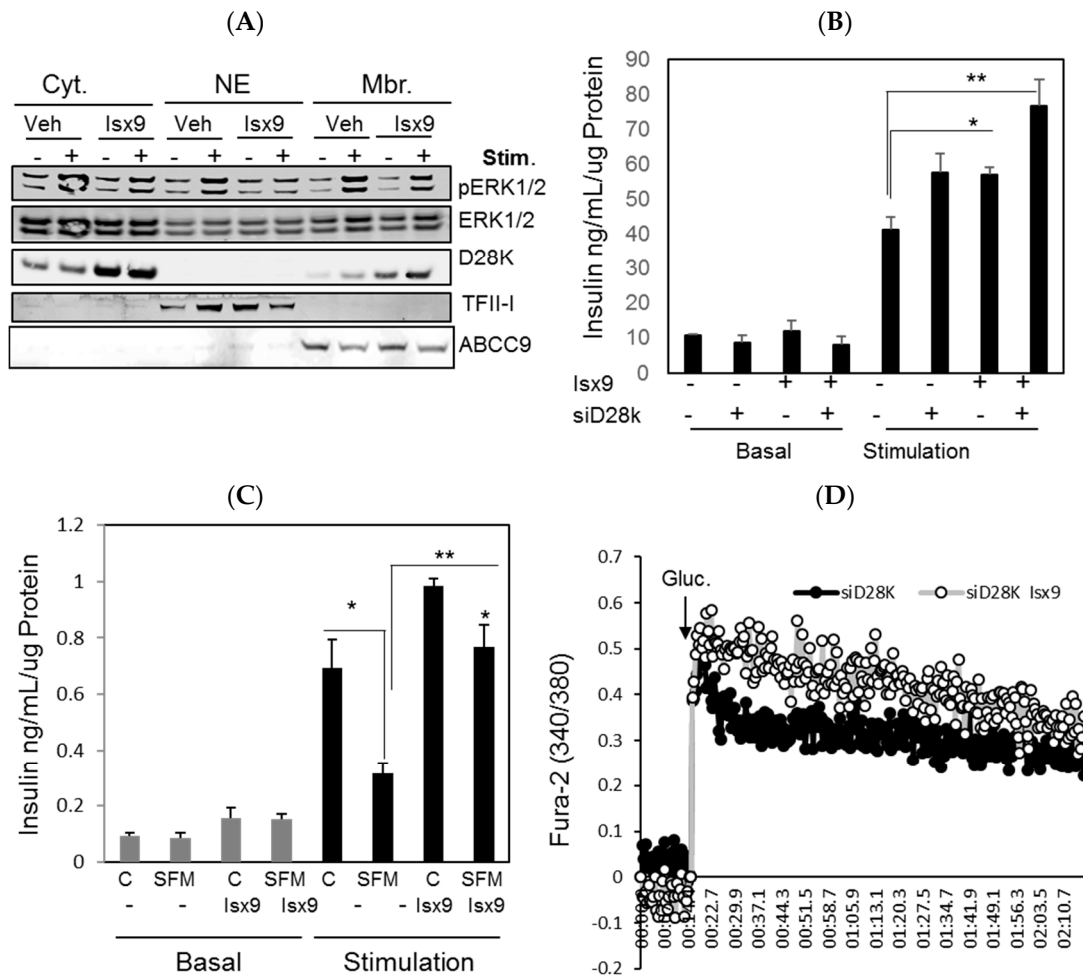 (A)
Cyt. NE Mbr.
Veh Isx9 Veh Isx9 Veh Isx9
- + - + - + - + - + - + Stim.
pERK1/2
ERK1/2
D28K
TFII-I
ABCC9
(B)
Insulin ng/mL/ug Protein
90
80
70
60
50
40
30
20
10
0
**
*
Isx9 - - + + - - + +
siD28k - + - + - + - +
Basal Stimulation
(C)
Insulin ng/mL/ug Protein
1.2
1
0.8
0.6
0.4
0.2
0
* ** *
C SFM C SFM C SFM C SFM
- - Isx9 Isx9 - - Isx9 Isx9
Basal Stimulation
(D)
Fura-2 (340/380)
0.7
0.6
0.5
0.4
0.3
0.2
0.1
0
-0.1
-0.2
Gluc.
siD28K siD28K Isx9
00:22.7
00:29.9
00:37.1
00:44.3
00:51.5
00:58.7
01:05.9
01:13.1
01:20.3
01:27.5
01:34.7
01:41.9
01:49.1
01:56.3
02:03.5
02:10.7